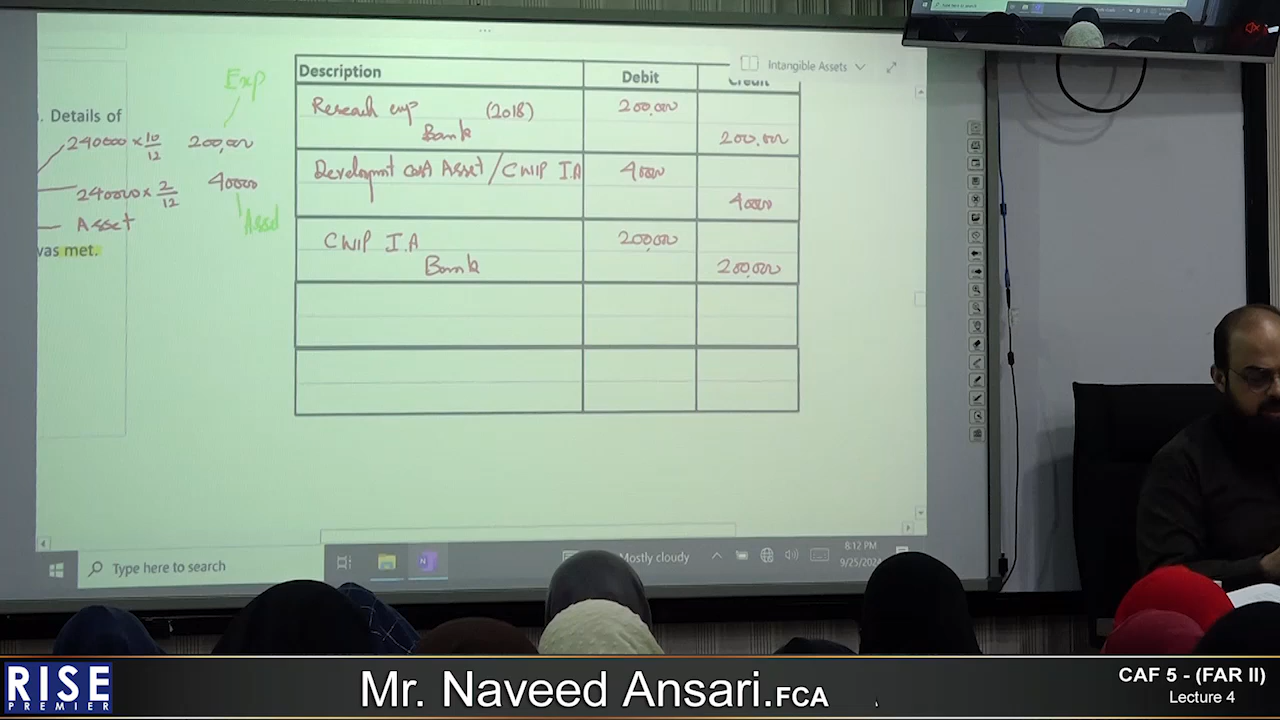 Intangible Assets
Description Debit Credit
Exp
. Details of
240000 × 10/12 200,000
240000 × 2/12 40000
Asset
Asset
was met.
Research exp (2018) 200,000
Bank 200,000
Development cost Asset / CWIP I.A 40000
40000
CWIP I.A 200,000
Bank 200,000
Type here to search
Mostly cloudy
8:12 PM
RISE
PREMIER
Mr. Naveed Ansari.FCA
CAF 5 - (FAR II)
Lecture 4